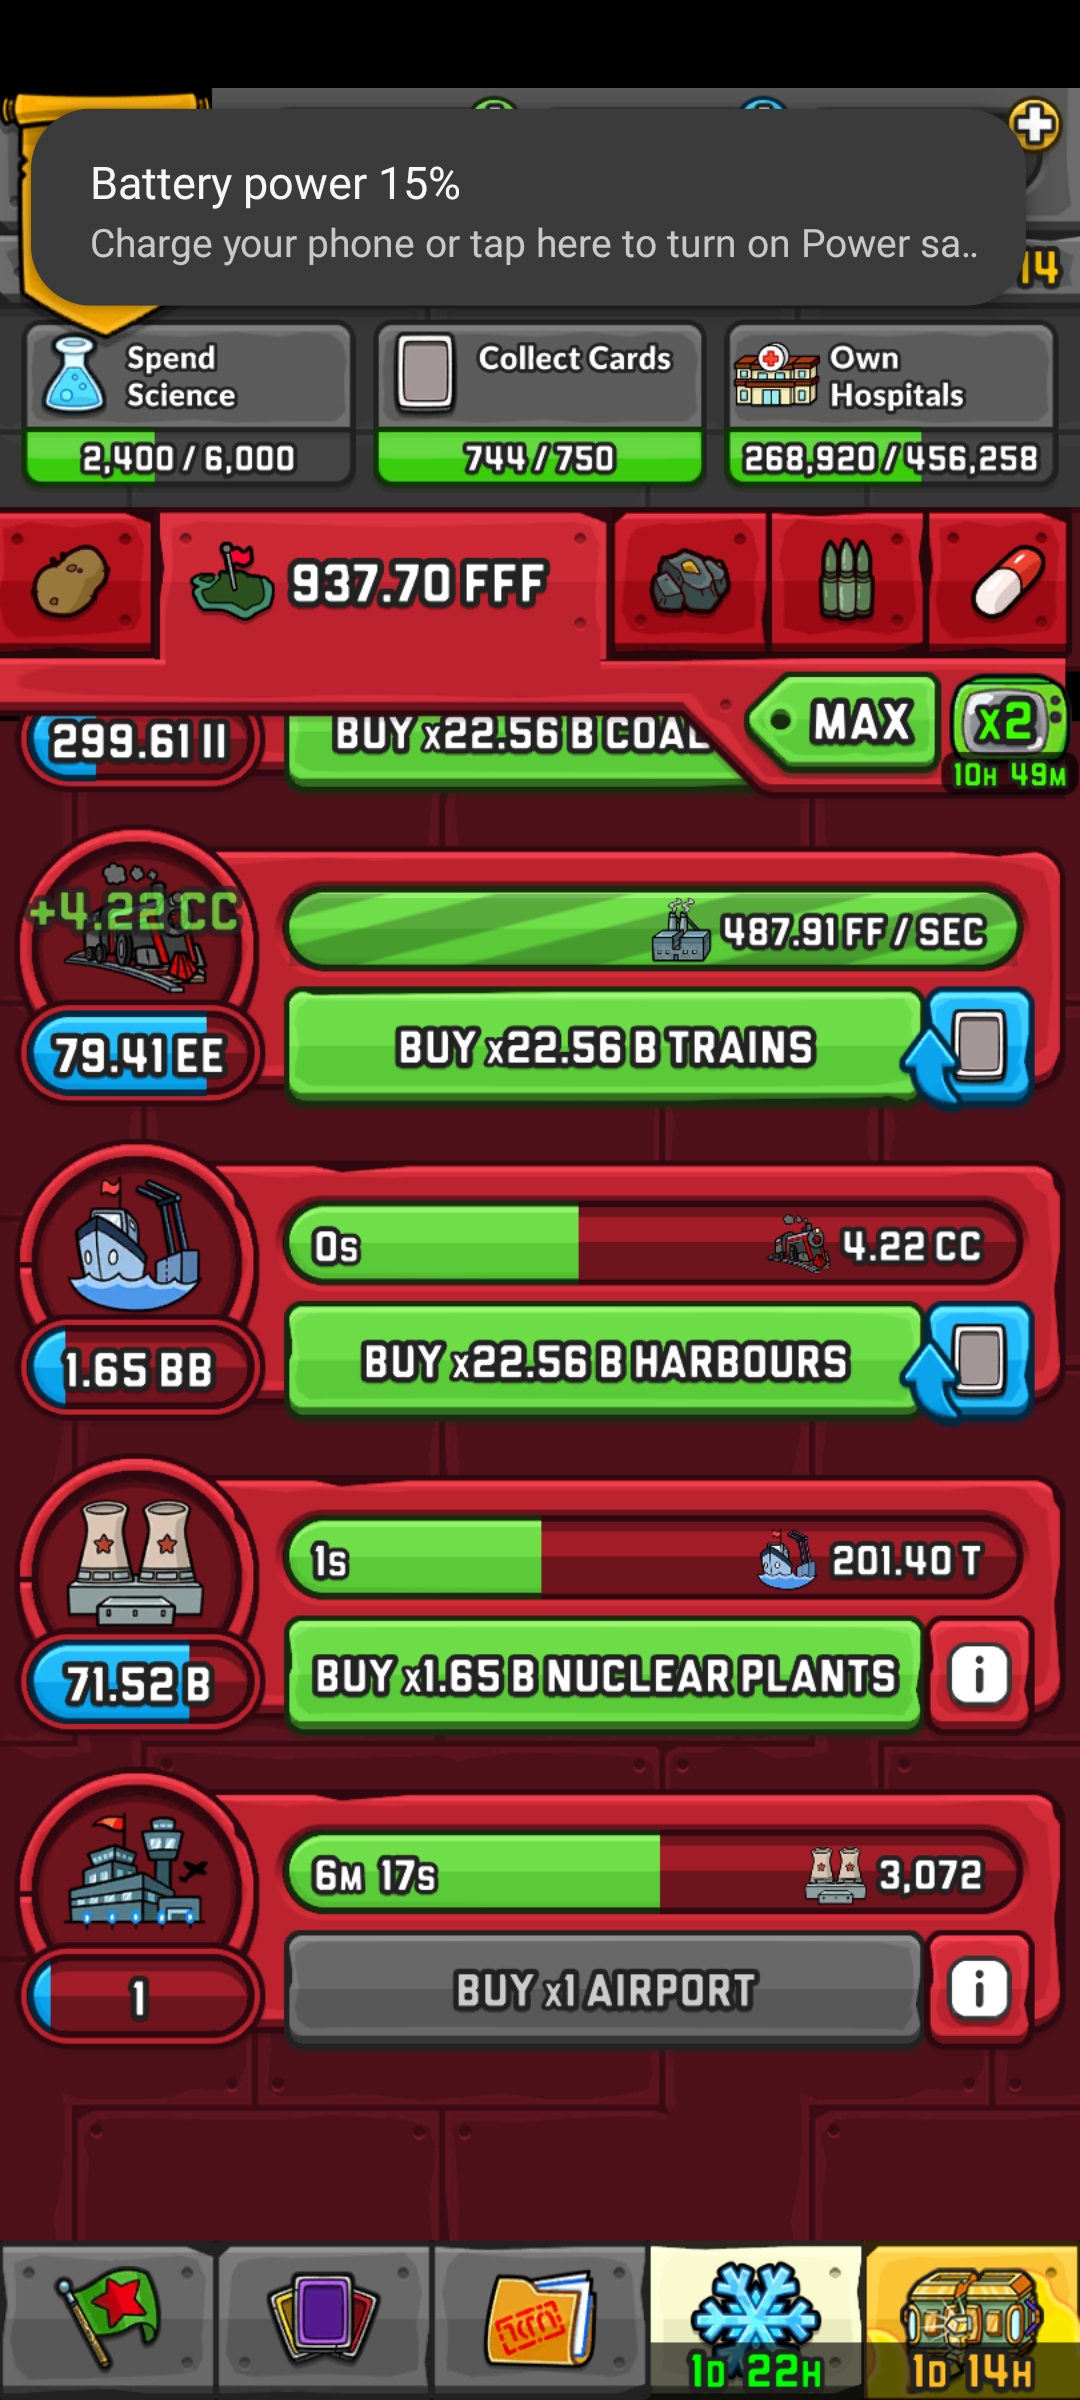 Battery power 15%
Charge your phone or tap here to turn on Power sa..
14
Spend
Science
2,400 / 6,000
Collect Cards
744 / 750
Own
Hospitals
268,920 / 456,258
937.70 FFF
MAX
x2
10H 49M
299.61 II
BUY x22.56 B COAL
+4.22 CC
487.91 FF / SEC
79.41 EE
BUY x22.56 B TRAINS
0s
4.22 CC
1.65 BB
BUY x22.56 B HARBOURS
1s
201.40 T
71.52 B
BUY x1.65 B NUCLEAR PLANTS
6M 17s
3,072
1
BUY x1 AIRPORT
1D 22H
1D 14H